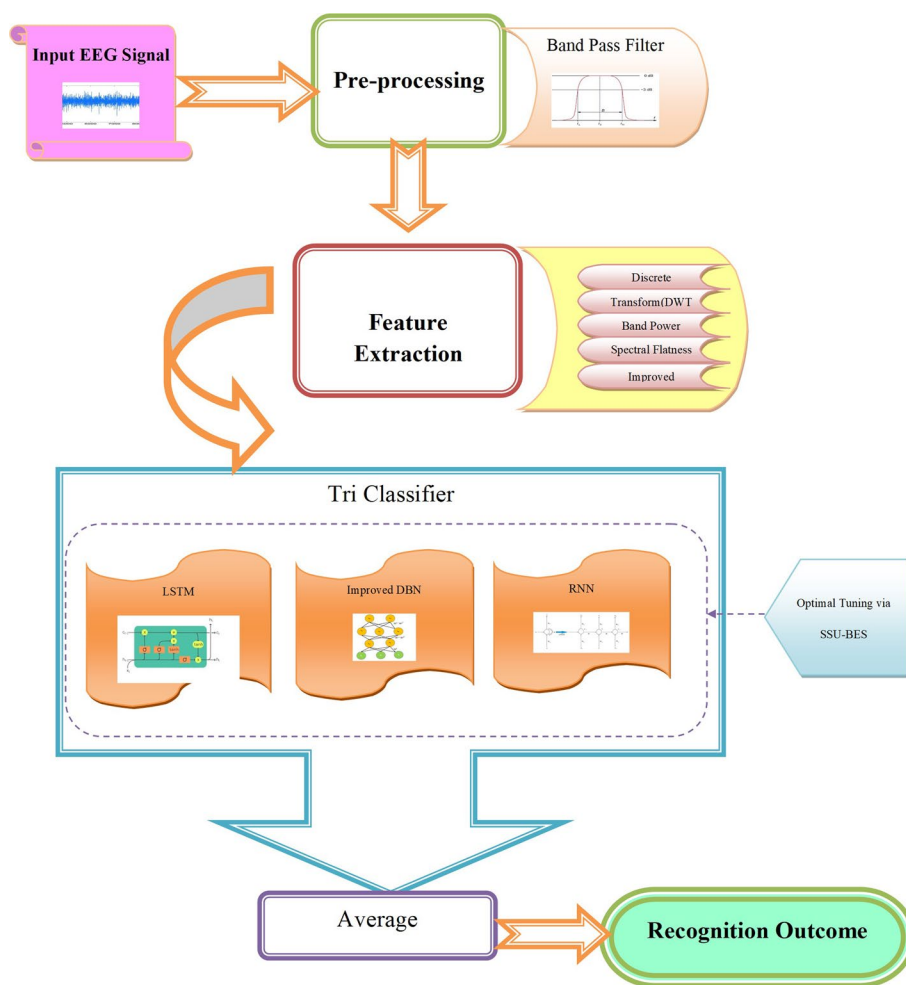 Input EEG Signal
Pre-processing
Band Pass Filter
Feature
Extraction
Discrete
Transform(DWT
Band Power
Spectral Flatness
Improved
Tri Classifier
LSTM
Improved DBN
RNN
Optimal Tuning via
SSU-BES
Average
Recognition Outcome